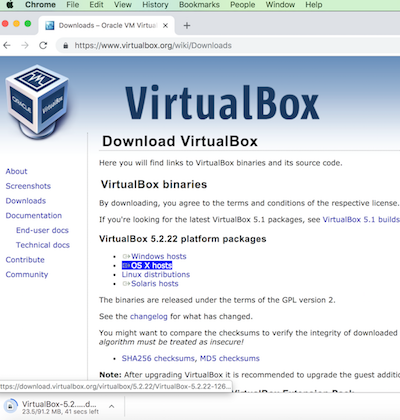 Chrome File Edit View History Bookmarks People Window Help
Downloads – Oracle VM Virtual
https://www.virtualbox.org/wiki/Downloads
VM
ORACLE
VirtualBox
VirtualBox
Download VirtualBox
Here you will find links to VirtualBox binaries and its source code.
VirtualBox binaries
By downloading, you agree to the terms and conditions of the respective license.
If you're looking for the latest VirtualBox 5.1 packages, see VirtualBox 5.1 builds
VirtualBox 5.2.22 platform packages
Windows hosts
OS X hosts
Linux distributions
Solaris hosts
The binaries are released under the terms of the GPL version 2.
See the changelog for what has changed.
You might want to compare the checksums to verify the integrity of downloaded
algorithm must be treated as insecure!
SHA256 checksums, MD5 checksums
Note: After upgrading VirtualBox it is recommended to upgrade the guest addition
About
Screenshots
Downloads
Documentation
End-user docs
Technical docs
Contribute
Community
https://download.virtualbox.org/virtualbox/5.2.22/VirtualBox-5.2.22-126...
VirtualBox-5.2.....d...
23.5/91.2 MB, 41 secs left